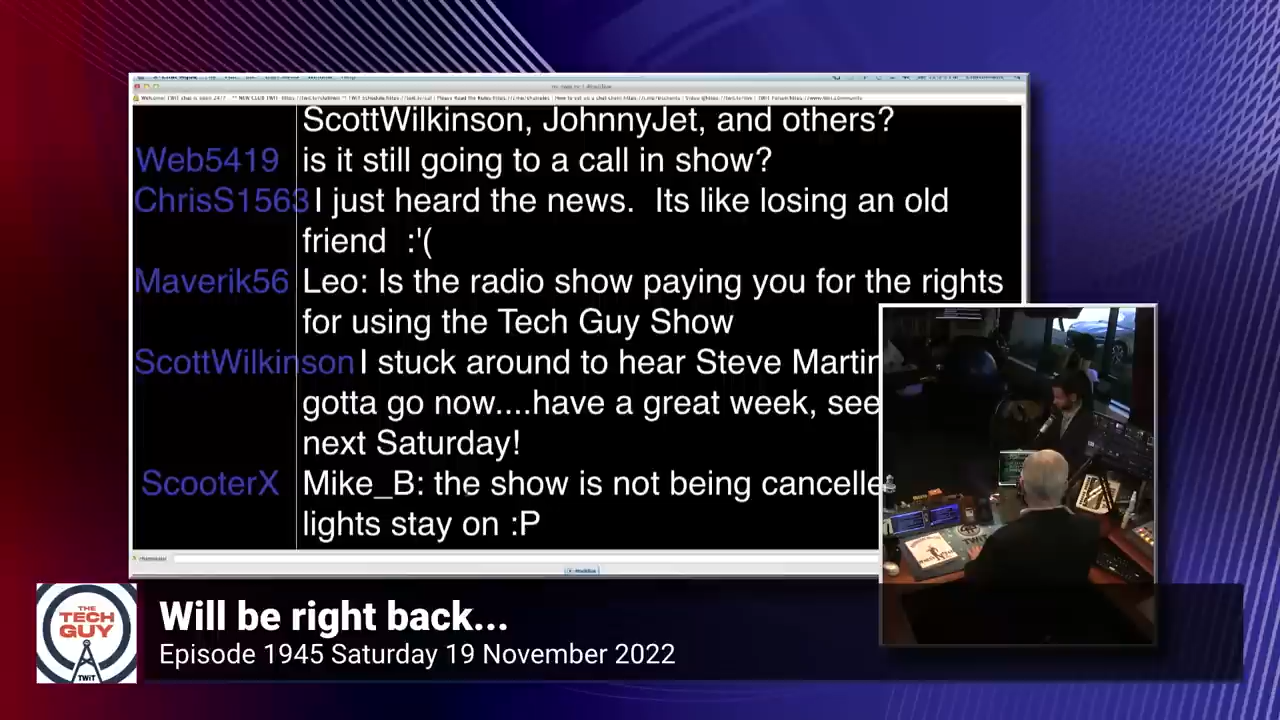 ScottWilkinson, JohnnyJet, and others?
Web5419 is it still going to a call in show?
ChrisS1563 I just heard the news. Its like losing an old
friend :'(
Maverik56 Leo: Is the radio show paying you for the rights
for using the Tech Guy Show
ScottWilkinson I stuck around to hear Steve Martin
gotta go now....have a great week, see
next Saturday!
ScooterX Mike_B: the show is not being cancelle
lights stay on :P
THE
TECH
GUY
TWiT
Will be right back...
Episode 1945 Saturday 19 November 2022